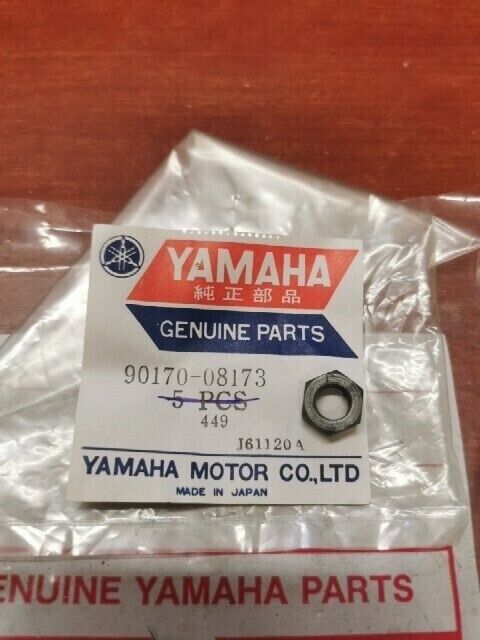 YAMAHA
純正部品
GENUINE PARTS
90170-08173
5 PCS
449
J61120A
YAMAHA MOTOR CO.,LTD
MADE IN JAPAN
ENUINE YAMAHA PARTS